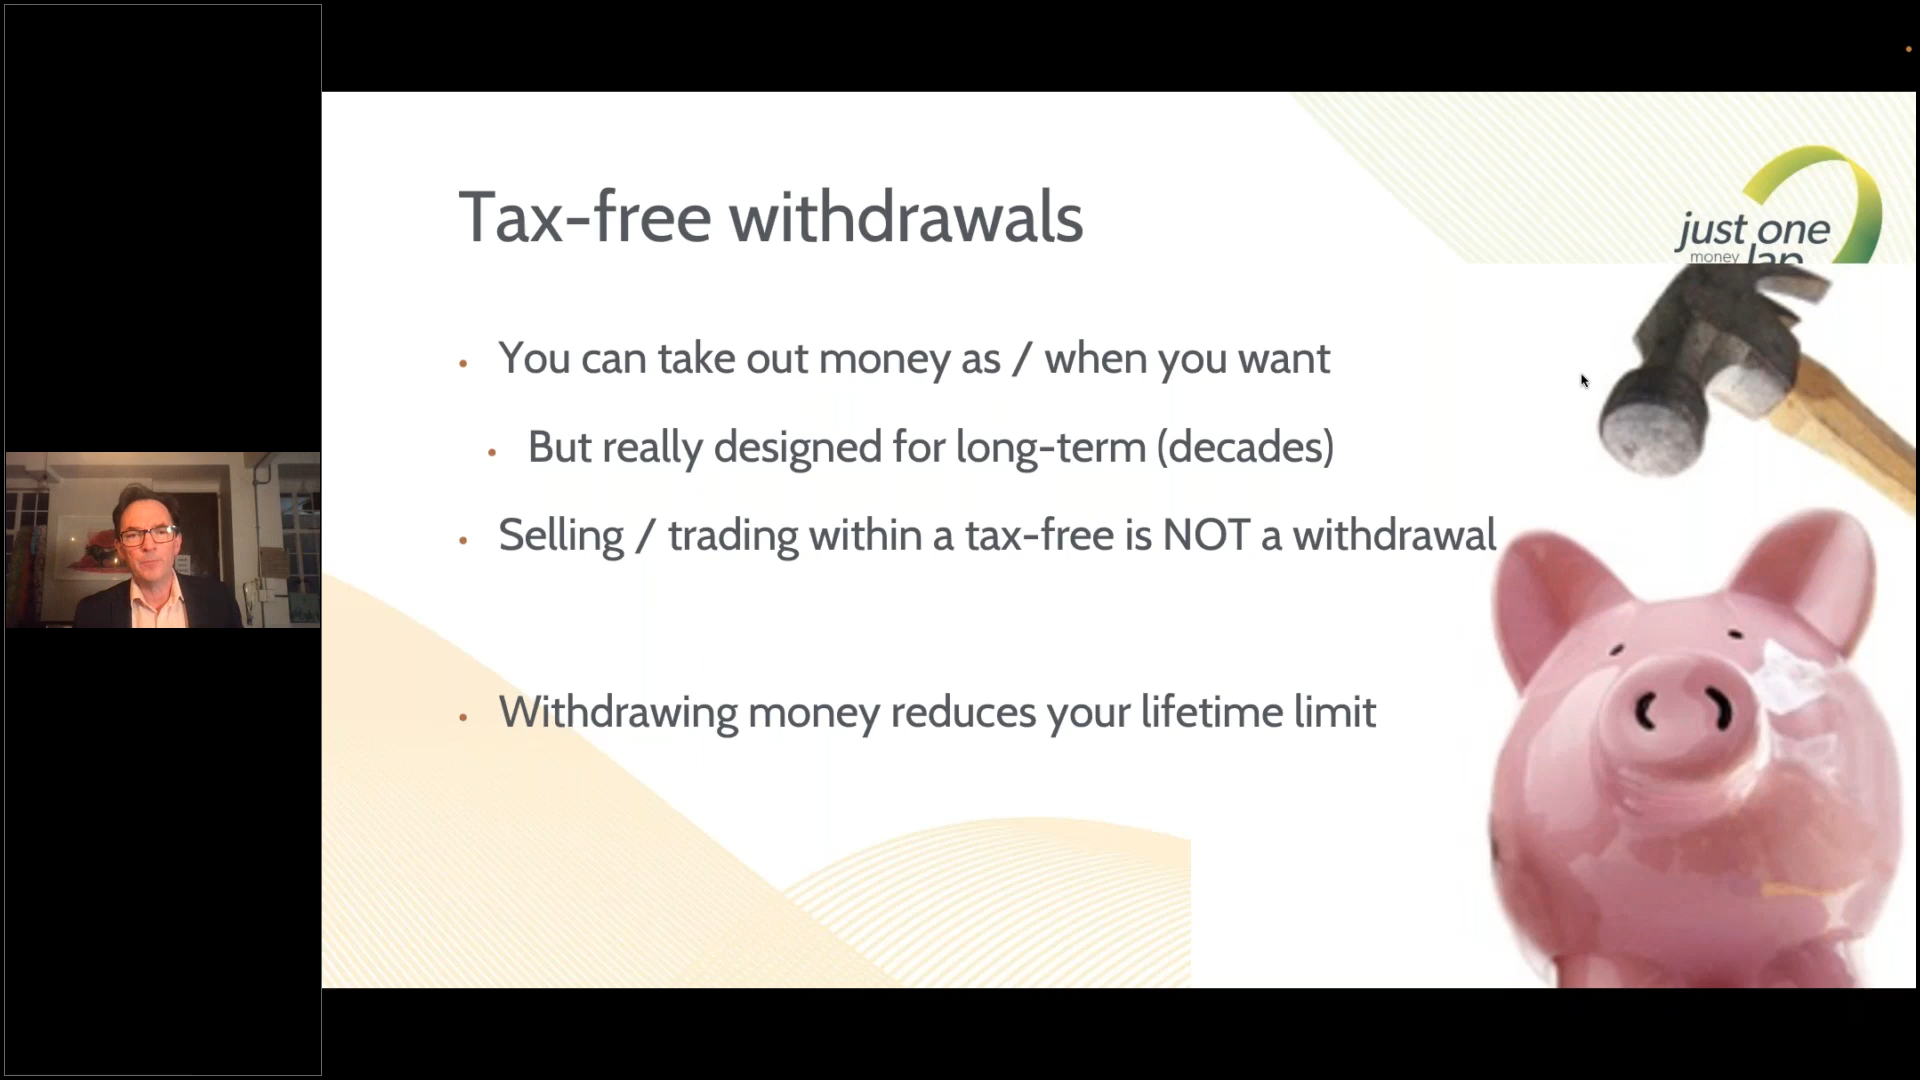 Tax-free withdrawals
just one
money lap
• You can take out money as / when you want
• But really designed for long-term (decades)
• Selling / trading within a tax-free is NOT a withdrawal
• Withdrawing money reduces your lifetime limit